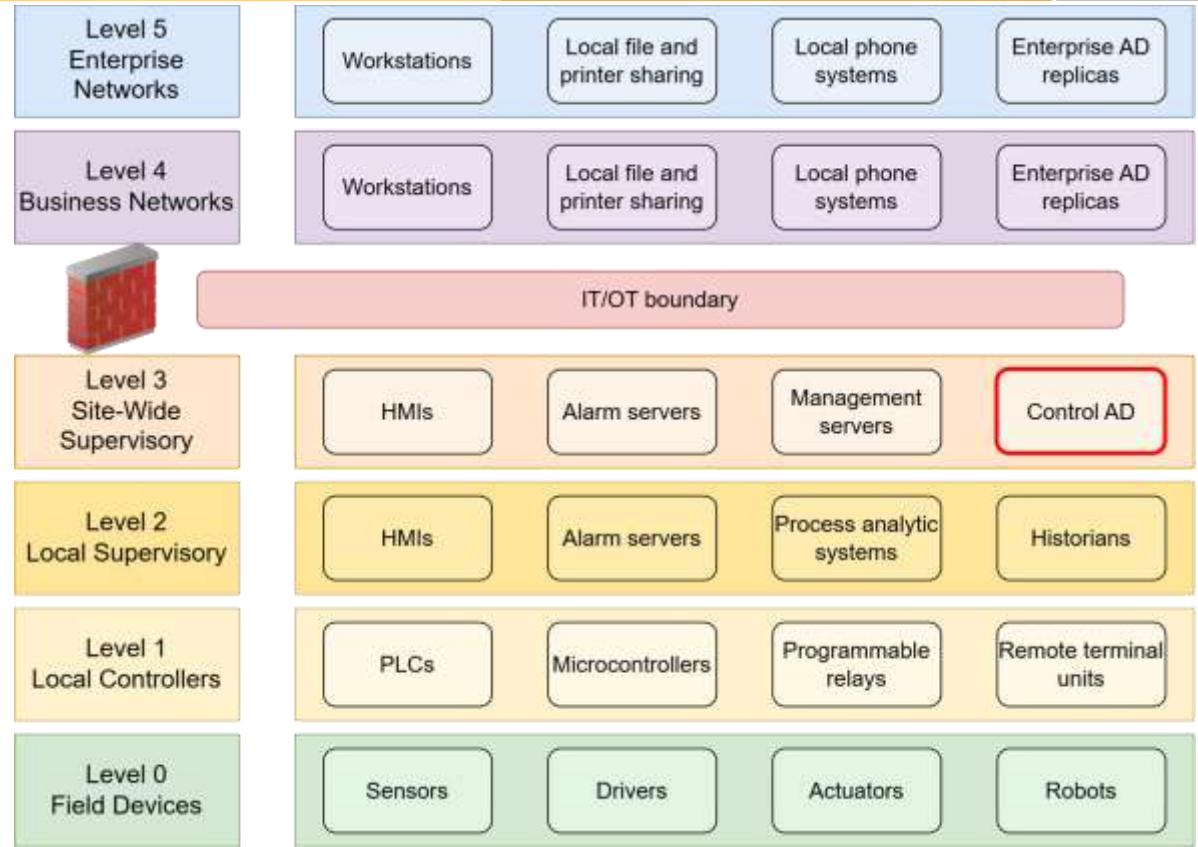 Level 5
Enterprise
Networks
Workstations
Local file and
printer sharing
Local phone
systems
Enterprise AD
replicas
Level 4
Business Networks
Workstations
Local file and
printer sharing
Local phone
systems
Enterprise AD
replicas
IT/OT boundary
Level 3
Site-Wide
Supervisory
HMIs
Alarm servers
Management
servers
Control AD
Level 2
Local Supervisory
HMIs
Alarm servers
Process analytic
systems
Historians
Level 1
Local Controllers
PLCs
Microcontrollers
Programmable
relays
Remote terminal
units
Level 0
Field Devices
Sensors
Drivers
Actuators
Robots